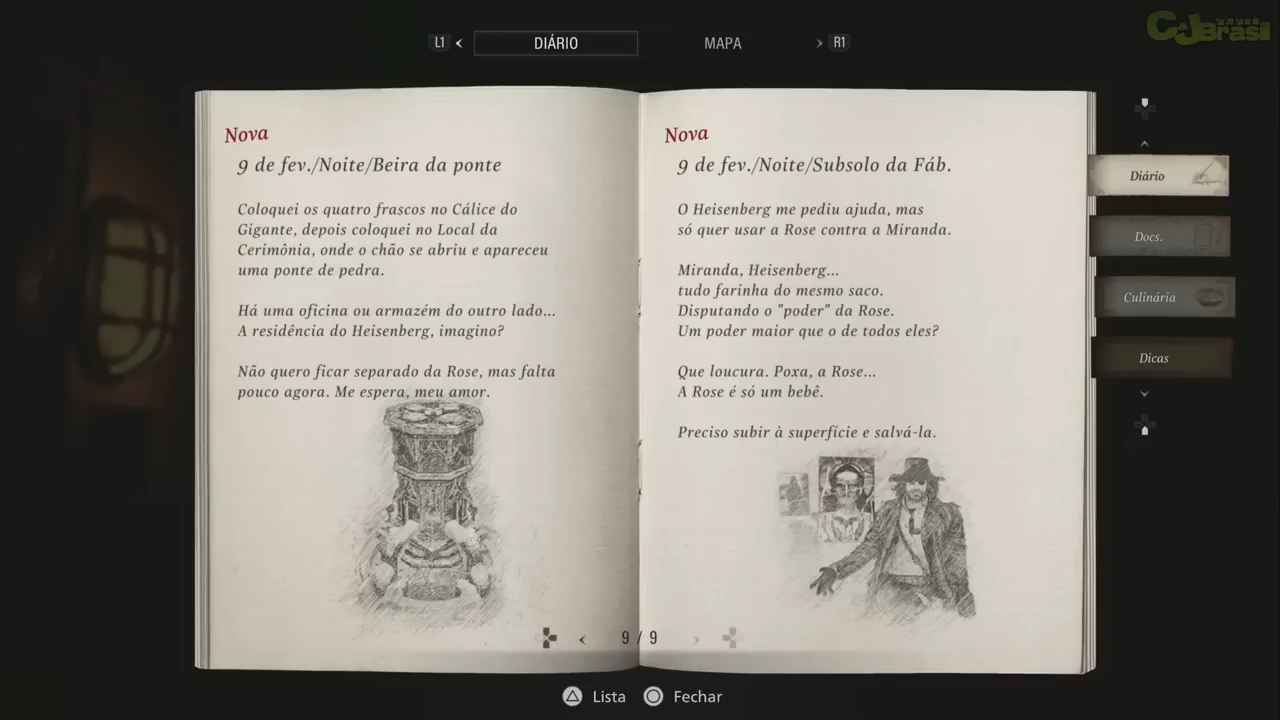 L1 < DIÁRIO MAPA > R1
C&JBrasil
Nova
9 de fev./Noite/Beira da ponte
Coloquei os quatro frascos no Cálice do
Gigante, depois coloquei no Local da
Cerimônia, onde o chão se abriu e apareceu
uma ponte de pedra.
Há uma oficina ou armazém do outro lado...
A residência do Heisenberg, imagino?
Não quero ficar separado da Rose, mas falta
pouco agora. Me espera, meu amor.
Nova
9 de fev./Noite/Subsolo da Fáb.
O Heisenberg me pediu ajuda, mas
só quer usar a Rose contra a Miranda.
Miranda, Heisenberg...
tudo farinha do mesmo saco.
Disputando o "poder" da Rose.
Um poder maior que o de todos eles?
Que loucura. Poxa, a Rose...
A Rose é só um bebê.
Preciso subir à superfície e salvá-la.
Diário
Docs.
Culinária
Dicas
< 9 / 9 >
Lista Fechar